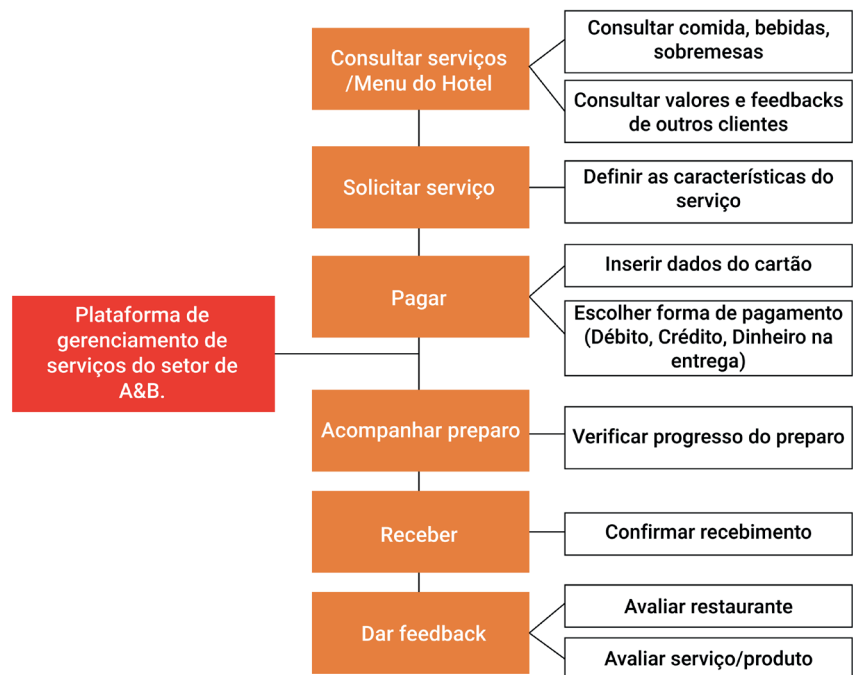 Consultar serviços
/Menu do Hotel
Consultar comida, bebidas,
sobremesas
Consultar valores e feedbacks
de outros clientes
Solicitar serviço
Definir as características do
serviço
Pagar
Inserir dados do cartão
Escolher forma de pagamento
(Débito, Crédito, Dinheiro na
entrega)
Plataforma de
gerenciamento de
serviços do setor de
A&B.
Acompanhar preparo
Verificar progresso do preparo
Receber
Confirmar recebimento
Dar feedback
Avaliar restaurante
Avaliar serviço/produto